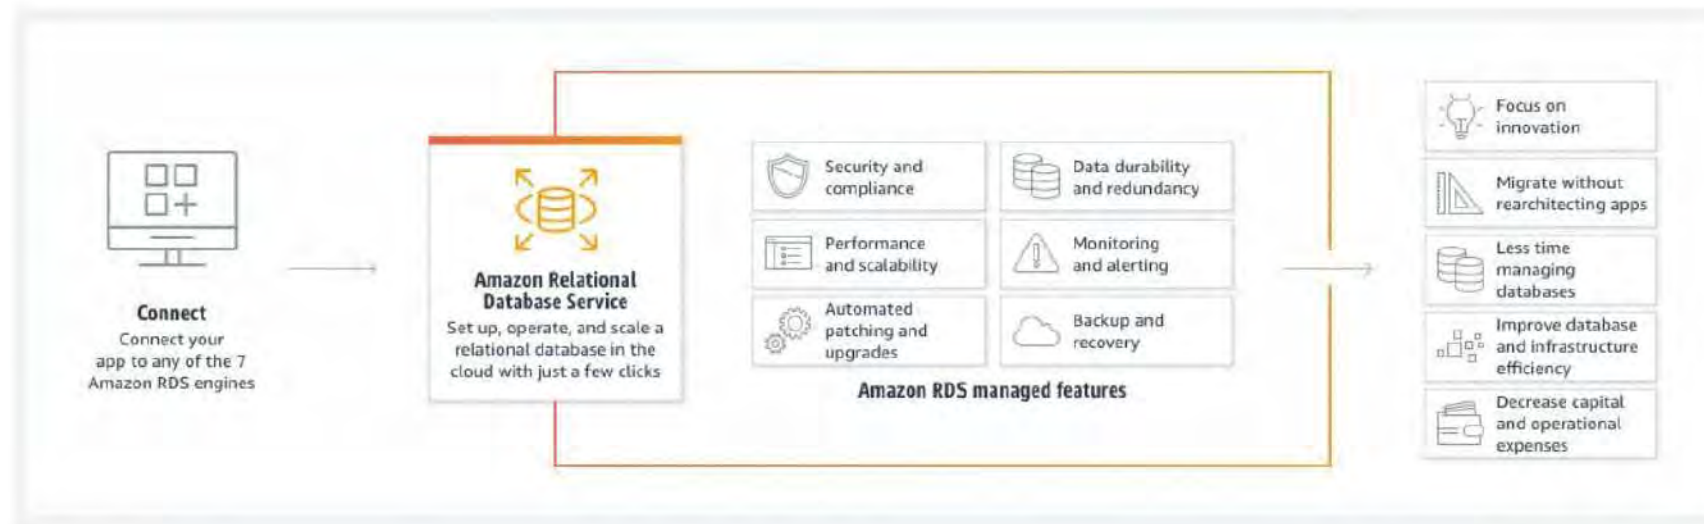 Connect
Connect your
app to any of the 7
Amazon RDS engines
Amazon Relational
Database Service
Set up, operate, and scale a
relational database in the
cloud with just a few clicks
Security and
compliance
Data durability
and redundancy
Performance
and scalability
Monitoring
and alerting
Automated
patching and
upgrades
Backup and
recovery
Amazon RDS managed features
Focus on
innovation
Migrate without
rearchitecting apps
Less time
managing
databases
Improve database
and infrastructure
efficiency
Decrease capital
and operational
expenses